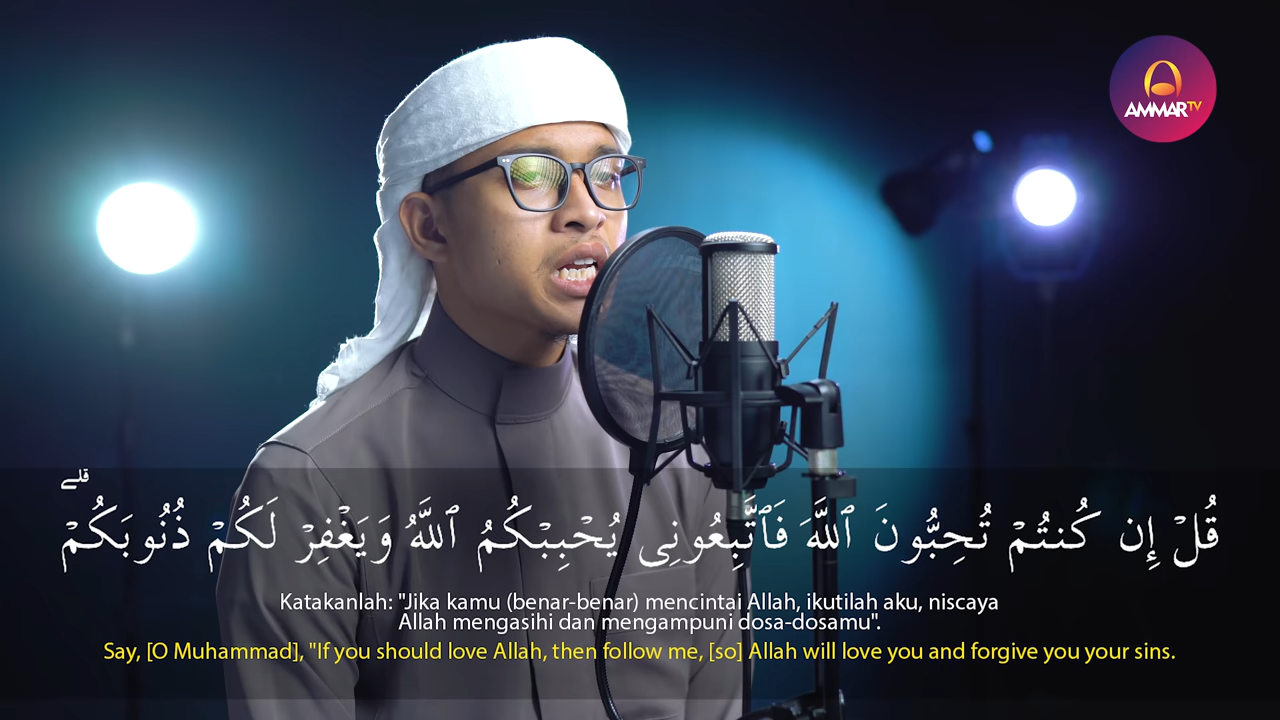 AMMAR TV
قُلْ إِن كُنتُمْ تُحِبُّونَ ٱللَّهَ فَٱتَّبِعُونِى يُحْبِبْكُمُ ٱللَّهُ وَيَغْفِرْ لَكُمْ ذُنُوبَكُمْ ۗ
Katakanlah: "Jika kamu (benar-benar) mencintai Allah, ikutilah aku, niscaya
Allah mengasihi dan mengampuni dosa-dosamu".
Say, [O Muhammad], "If you should love Allah, then follow me, [so] Allah will love you and forgive you your sins.